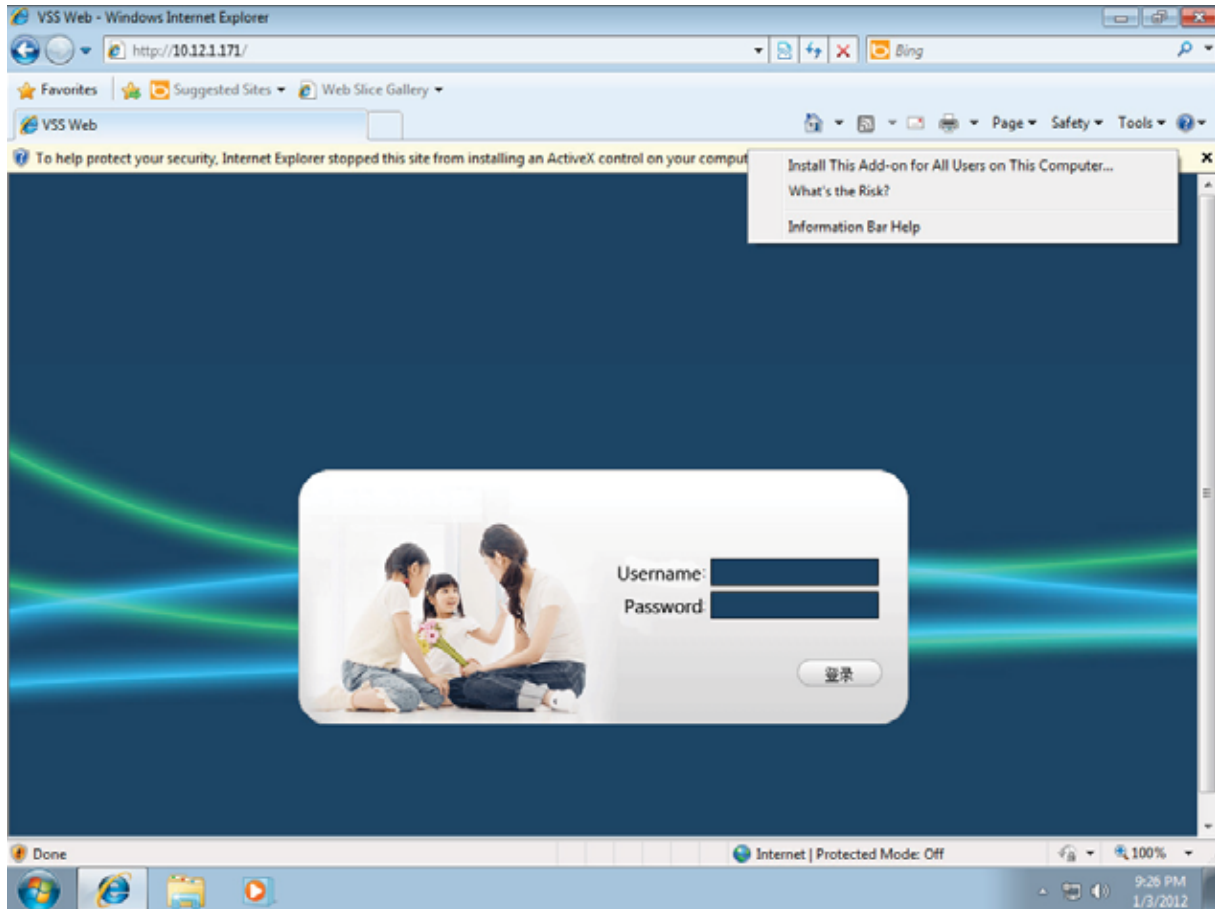 VSS Web - Windows Internet Explorer
http://10.12.1.171/
Bing
Favorites
Suggested Sites
Web Slice Gallery
VSS Web
Page
Safety
Tools
To help protect your security, Internet Explorer stopped this site from installing an ActiveX control on your
Install This Add-on for All Users on This Computer...
What's the Risk?
Information Bar Help
Username:
Password:
登录
Done
Internet | Protected Mode: Off
100%
9:26 PM
1/3/2012